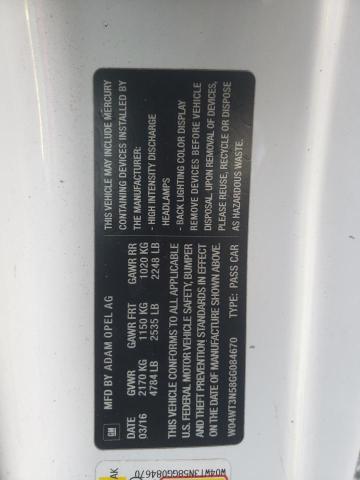 GM
MFD BY ADAM OPEL AG
DATE GVWR GAWR FRT GAWR RR
03/16 2170 KG 1150 KG 1020 KG
4784 LB 2535 LB 2248 LB
THIS VEHICLE CONFORMS TO ALL APPLICABLE
U.S. FEDERAL MOTOR VEHICLE SAFETY, BUMPER
AND THEFT PREVENTION STANDARDS IN EFFECT
ON THE DATE OF MANUFACTURE SHOWN ABOVE.
W04WT3N58GG084670 TYPE: PASS CAR
THIS VEHICLE MAY INCLUDE MERCURY
CONTAINING DEVICES INSTALLED BY
THE MANUFACTURER:
- HIGH INTENSITY DISCHARGE
HEADLAMPS
- BACK LIGHTING COLOR DISPLAY
REMOVE DEVICES BEFORE VEHICLE
DISPOSAL. UPON REMOVAL OF DEVICES,
PLEASE REUSE, RECYCLE OR DISPOSE
AS HAZARDOUS WASTE.
W04WT3N58GG084670